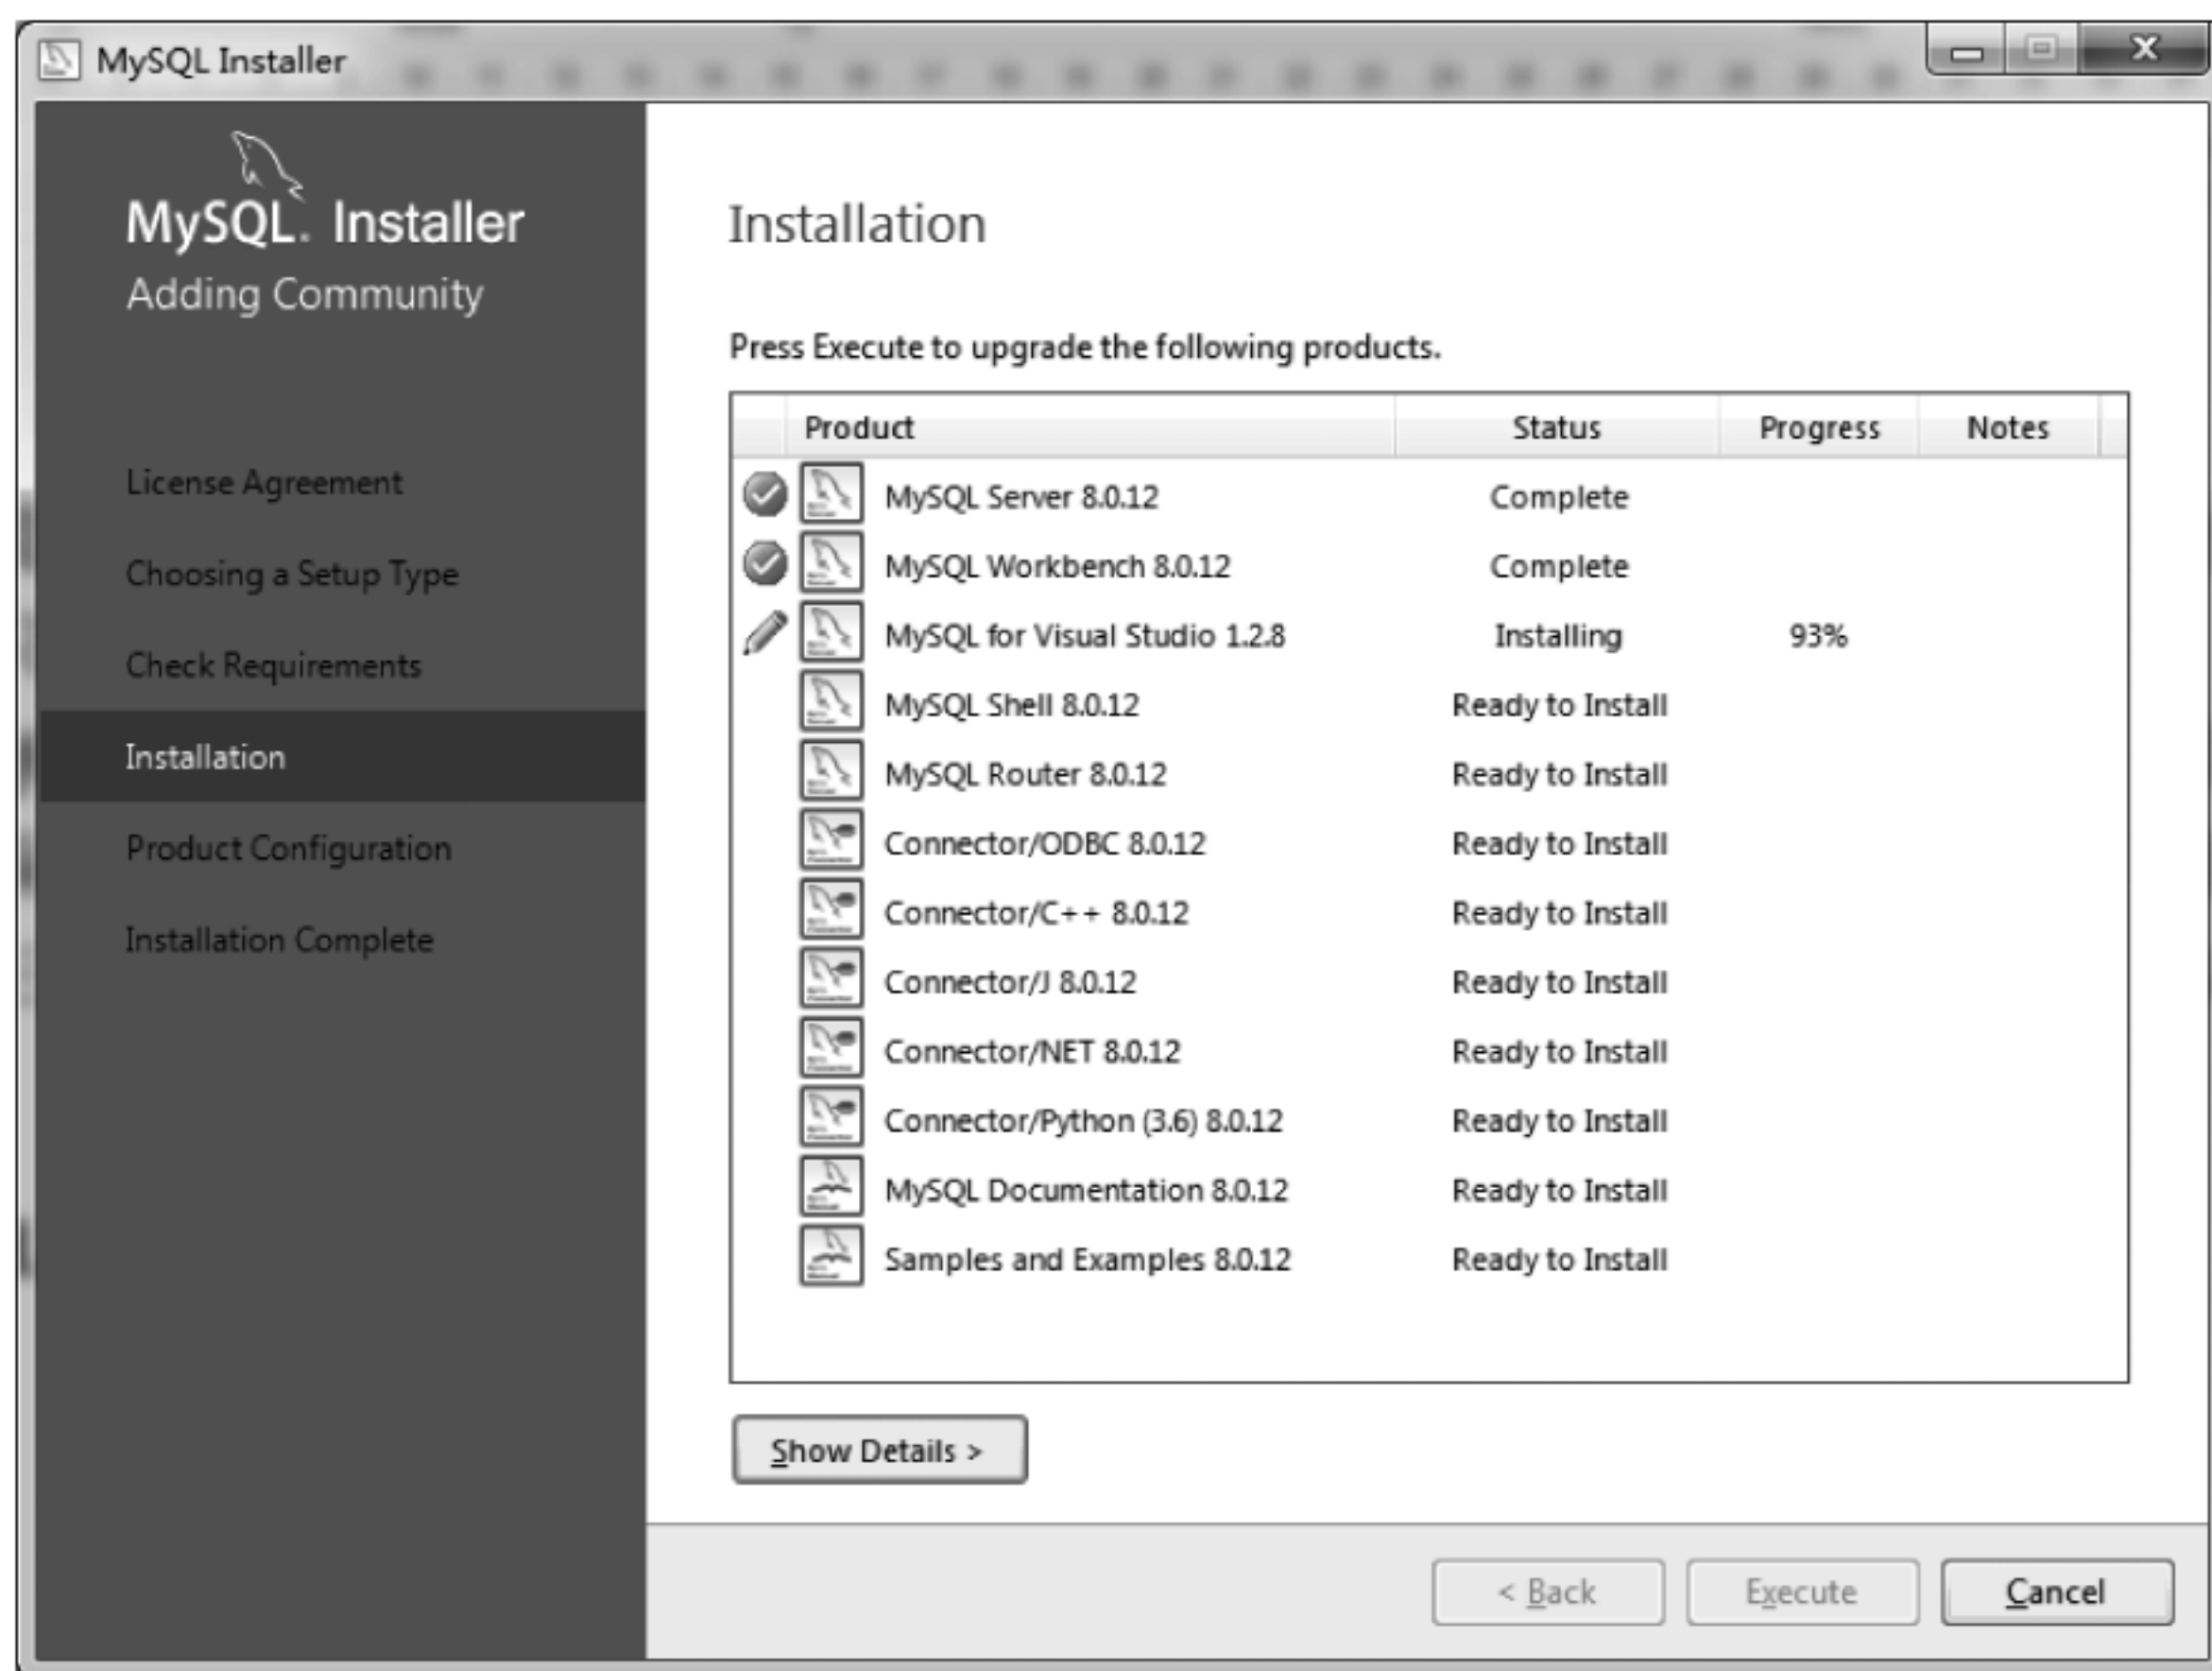 MySQL Installer
MySQL. Installer
Adding Community
License Agreement
Choosing a Setup Type
Check Requirements
Installation
Product Configuration
Installation Complete
Installation
Press Execute to upgrade the following products.
Product Status Progress Notes
MySQL Server 8.0.12 Complete
MySQL Workbench 8.0.12 Complete
MySQL for Visual Studio 1.2.8 Installing 93%
MySQL Shell 8.0.12 Ready to Install
MySQL Router 8.0.12 Ready to Install
Connector/ODBC 8.0.12 Ready to Install
Connector/C++ 8.0.12 Ready to Install
Connector/J 8.0.12 Ready to Install
Connector/NET 8.0.12 Ready to Install
Connector/Python (3.6) 8.0.12 Ready to Install
MySQL Documentation 8.0.12 Ready to Install
Samples and Examples 8.0.12 Ready to Install
Show Details >
< Back Execute Cancel